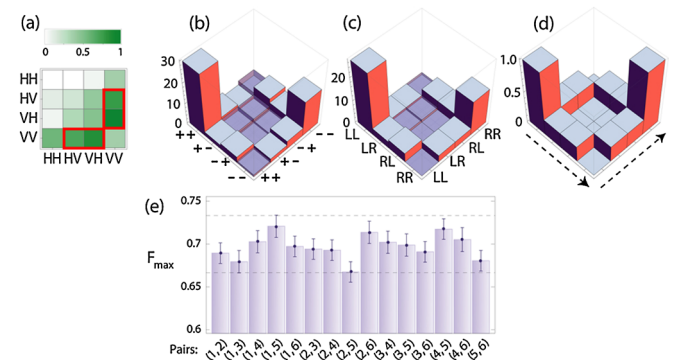 (a)
0 0.5 1
HH
HV
VH
VV
HH HV VH VV
(b)
30
20
10
0
++
+-
-+
--
++
+-
-+
--
(c)
20
10
0
LL
LR
RL
RR
LL
LR
RL
RR
(d)
1.0
0.5
0
(e)
0.75
0.7
0.65
0.6
Fmax
Pairs: (1,2) (1,3) (1,4) (1,5) (1,6) (2,3) (2,4) (2,5) (2,6) (3,4) (3,5) (3,6) (4,5) (4,6) (5,6)